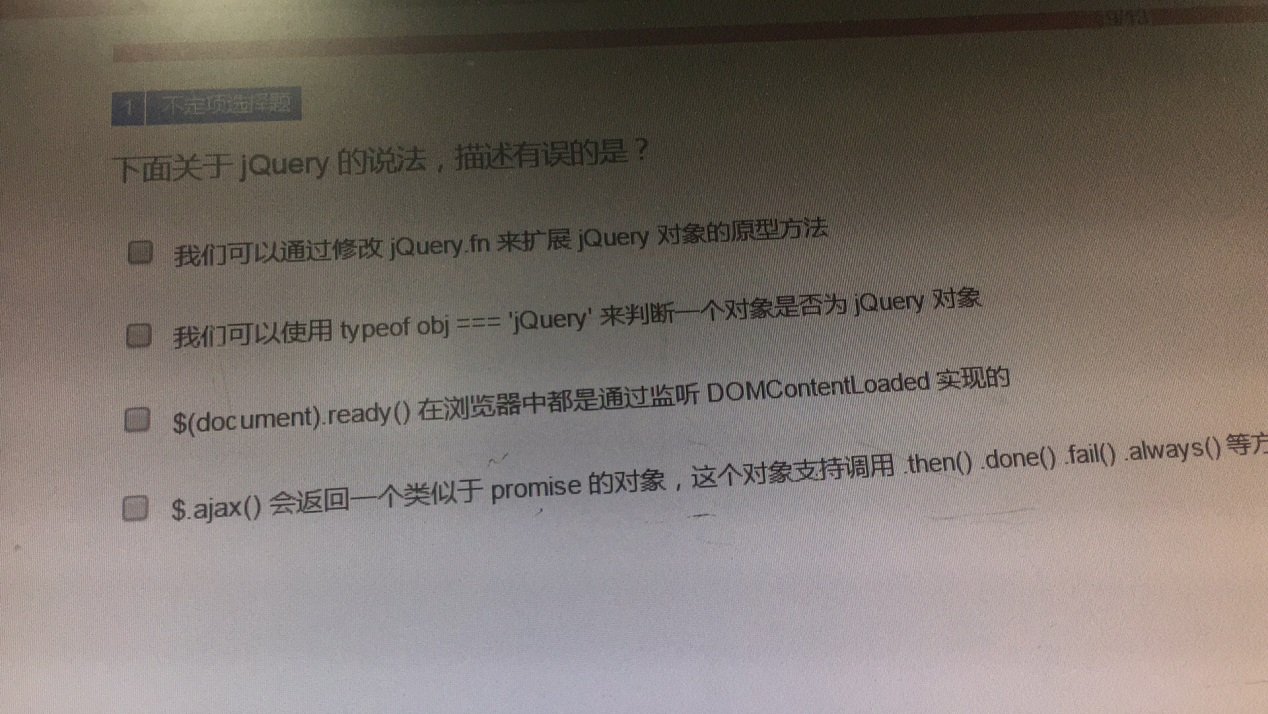 9/13
1 不定项选择题
下面关于 jQuery 的说法，描述有误的是？
我们可以通过修改 jQuery.fn 来扩展 jQuery 对象的原型方法
我们可以使用 typeof obj === 'jQuery' 来判断一个对象是否为 jQuery 对象
$(document).ready() 在浏览器中都是通过监听 DOMContentLoaded 实现的
$.ajax() 会返回一个类似于 promise 的对象，这个对象支持调用 .then() .done() .fail() .always() 等方